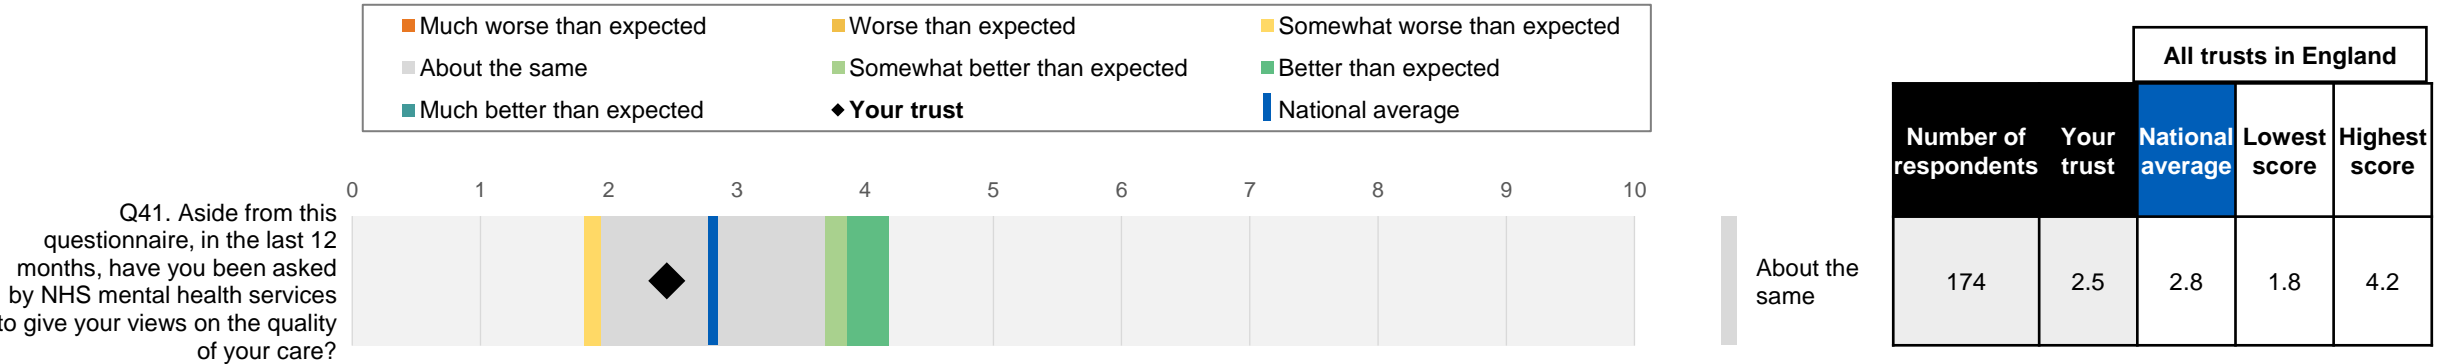 Much worse than expected
Worse than expected
Somewhat worse than expected
About the same
Somewhat better than expected
Better than expected
Much better than expected
Your trust
National average
All trusts in England
Number of respondents
Your trust
National average
Lowest score
Highest score
0 1 2 3 4 5 6 7 8 9 10
Q41. Aside from this
questionnaire, in the last 12
months, have you been asked
by NHS mental health services
to give your views on the quality
of your care?
About the
same
174 2.5 2.8 1.8 4.2